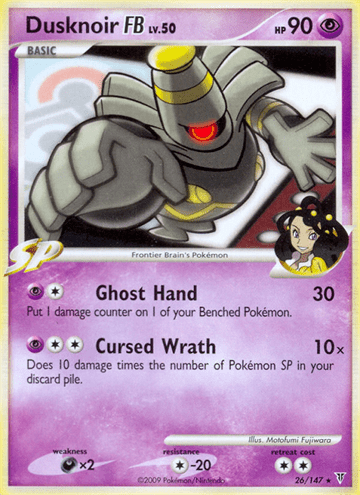 Dusknoir FB LV.50 HP 90
BASIC
Frontier Brain's Pokémon
SP
Ghost Hand 30
Put 1 damage counter on 1 of your Benched Pokémon.
Cursed Wrath 10×
Does 10 damage times the number of Pokémon SP in your
discard pile.
Illus. Motofumi Fujiwara
weakness resistance retreat cost
×2 -20
©2009 Pokémon/Nintendo 26/147 ★